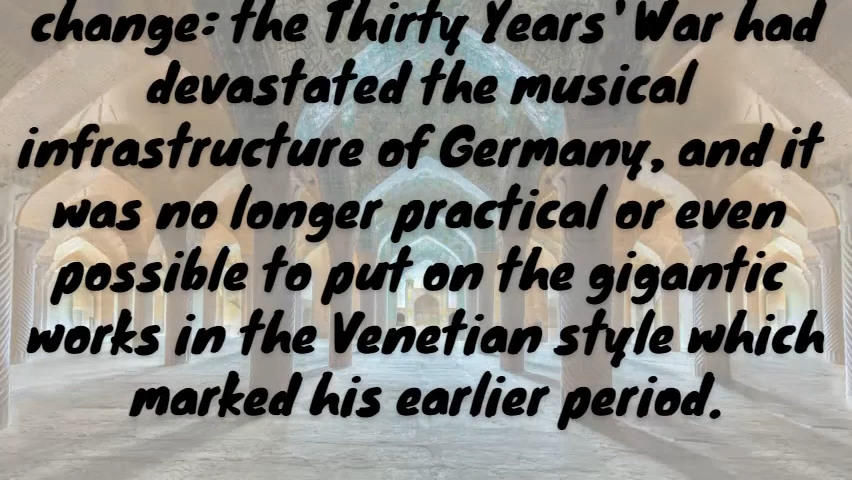 change: the Thirty Years' War had
devastated the musical
infrastructure of Germany, and it
was no longer practical or even
possible to put on the gigantic
works in the Venetian style which
marked his earlier period.